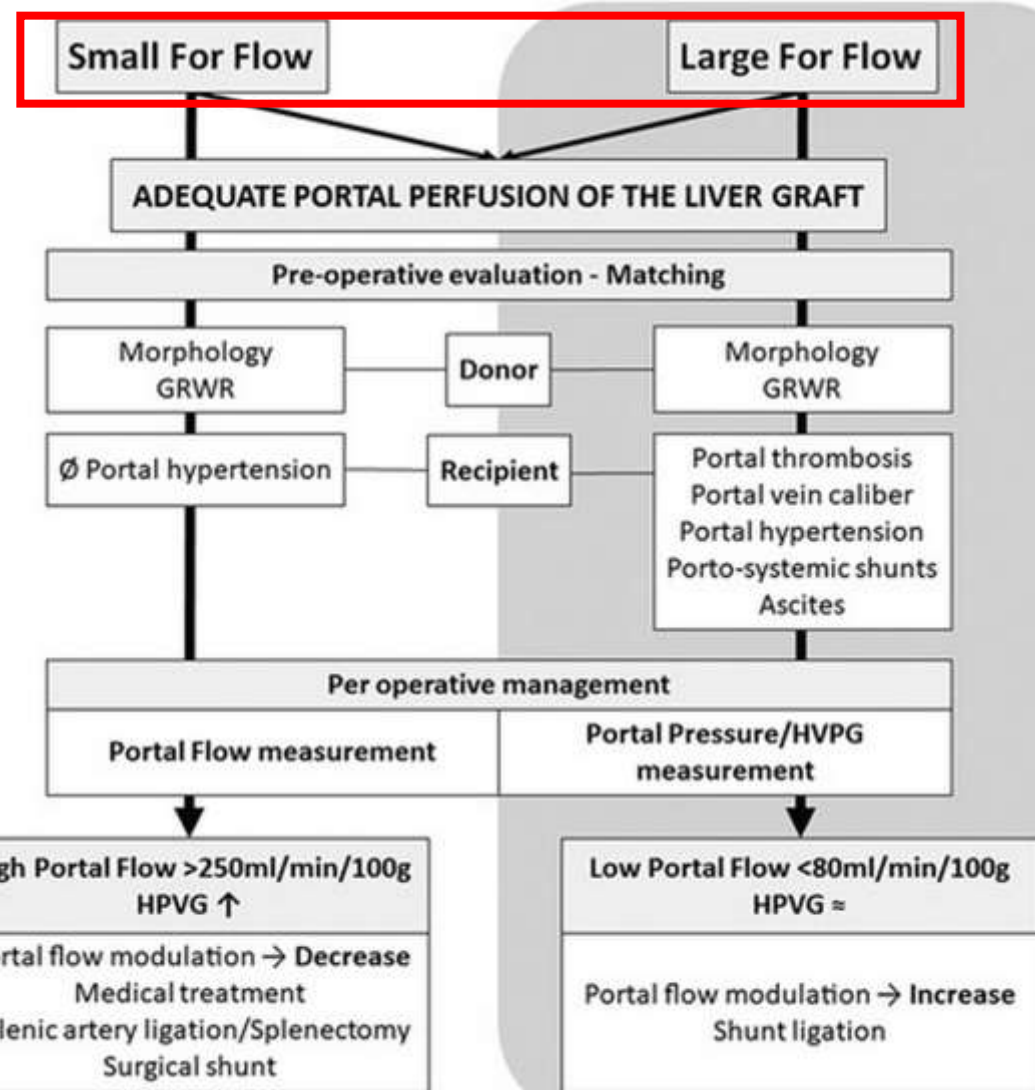 Small For Flow
Large For Flow
ADEQUATE PORTAL PERFUSION OF THE LIVER GRAFT
Pre-operative evaluation - Matching
Morphology
GRWR
Donor
Morphology
GRWR
Ø Portal hypertension
Recipient
Portal thrombosis
Portal vein caliber
Portal hypertension
Porto-systemic shunts
Ascites
Per operative management
Portal Flow measurement
Portal Pressure/HVPG
measurement
Portal Flow >250ml/min/100g
HPVG ↑
flow modulation → Decrease
Medical treatment
artery ligation/Splenectomy
Surgical shunt
Low Portal Flow <80ml/min/100g
HPVG ≈
Portal flow modulation → Increase
Shunt ligation